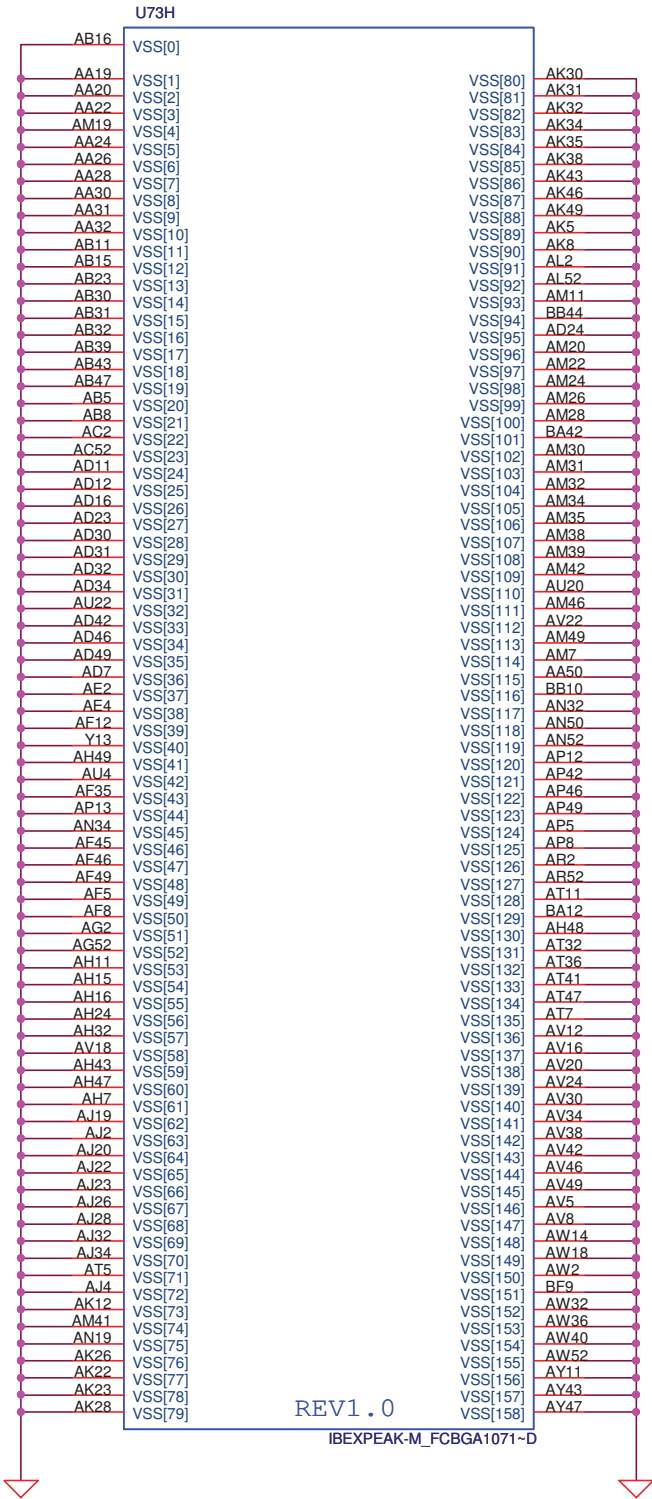 U73H
AB16 VSS[0]
AA19 VSS[1] VSS[80] AK30
AA20 VSS[2] VSS[81] AK31
AA22 VSS[3] VSS[82] AK32
AM19 VSS[4] VSS[83] AK34
AA24 VSS[5] VSS[84] AK35
AA26 VSS[6] VSS[85] AK38
AA28 VSS[7] VSS[86] AK43
AA30 VSS[8] VSS[87] AK46
AA31 VSS[9] VSS[88] AK49
AA32 VSS[10] VSS[89] AK5
AB11 VSS[11] VSS[90] AK8
AB15 VSS[12] VSS[91] AL2
AB23 VSS[13] VSS[92] AL52
AB30 VSS[14] VSS[93] AM11
AB31 VSS[15] VSS[94] BB44
AB32 VSS[16] VSS[95] AD24
AB39 VSS[17] VSS[96] AM20
AB43 VSS[18] VSS[97] AM22
AB47 VSS[19] VSS[98] AM24
AB5 VSS[20] VSS[99] AM26
AB8 VSS[21] VSS[100] AM28
AC2 VSS[22] VSS[101] BA42
AC52 VSS[23] VSS[102] AM30
AD11 VSS[24] VSS[103] AM31
AD12 VSS[25] VSS[104] AM32
AD16 VSS[26] VSS[105] AM34
AD23 VSS[27] VSS[106] AM35
AD30 VSS[28] VSS[107] AM38
AD31 VSS[29] VSS[108] AM39
AD32 VSS[30] VSS[109] AM42
AD34 VSS[31] VSS[110] AU20
AU22 VSS[32] VSS[111] AM46
AD42 VSS[33] VSS[112] AV22
AD46 VSS[34] VSS[113] AM49
AD49 VSS[35] VSS[114] AM7
AD7 VSS[36] VSS[115] AA50
AE2 VSS[37] VSS[116] BB10
AE4 VSS[38] VSS[117] AN32
AF12 VSS[39] VSS[118] AN50
Y13 VSS[40] VSS[119] AN52
AH49 VSS[41] VSS[120] AP12
AU4 VSS[42] VSS[121] AP42
AF35 VSS[43] VSS[122] AP46
AP13 VSS[44] VSS[123] AP49
AN34 VSS[45] VSS[124] AP5
AF45 VSS[46] VSS[125] AP8
AF46 VSS[47] VSS[126] AR2
AF49 VSS[48] VSS[127] AR52
AF5 VSS[49] VSS[128] AT11
AF8 VSS[50] VSS[129] BA12
AG2 VSS[51] VSS[130] AH48
AG52 VSS[52] VSS[131] AT32
AH11 VSS[53] VSS[132] AT36
AH15 VSS[54] VSS[133] AT41
AH16 VSS[55] VSS[134] AT47
AH24 VSS[56] VSS[135] AT7
AH32 VSS[57] VSS[136] AV12
AV18 VSS[58] VSS[137] AV16
AH43 VSS[59] VSS[138] AV20
AH47 VSS[60] VSS[139] AV24
AH7 VSS[61] VSS[140] AV30
AJ19 VSS[62] VSS[141] AV34
AJ2 VSS[63] VSS[142] AV38
AJ20 VSS[64] VSS[143] AV42
AJ22 VSS[65] VSS[144] AV46
AJ23 VSS[66] VSS[145] AV49
AJ26 VSS[67] VSS[146] AV5
AJ28 VSS[68] VSS[147] AV8
AJ32 VSS[69] VSS[148] AW14
AJ34 VSS[70] VSS[149] AW18
AT5 VSS[71] VSS[150] AW2
AJ4 VSS[72] VSS[151] BF9
AK12 VSS[73] VSS[152] AW32
AM41 VSS[74] VSS[153] AW36
AN19 VSS[75] VSS[154] AW40
AK26 VSS[76] VSS[155] AW52
AK22 VSS[77] VSS[156] AY11
AK23 VSS[78] VSS[157] AY43
AK28 VSS[79] VSS[158] AY47
REV1.0
IBEXPEAK-M_FCBGA1071~D